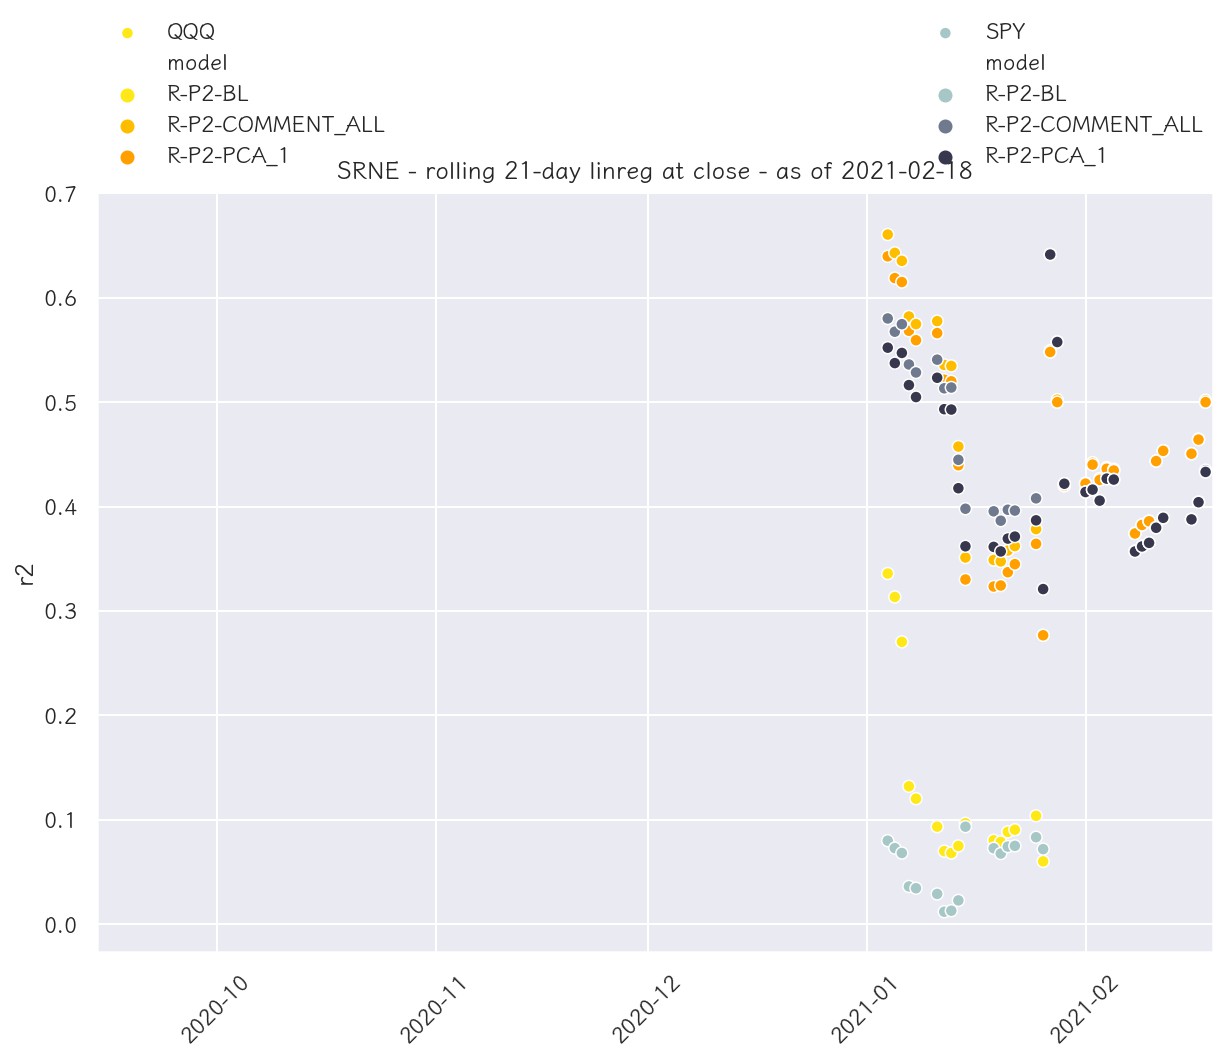 QQQ
model
R-P2-BL
R-P2-COMMENT_ALL
R-P2-PCA_1
SPY
model
R-P2-BL
R-P2-COMMENT_ALL
R-P2-PCA_1
SRNE - rolling 21-day linreg at close - as of 2021-02-18
0.7
0.6
0.5
0.4
0.3
0.2
0.1
0.0
r2
2020-10
2020-11
2020-12
2021-01
2021-02